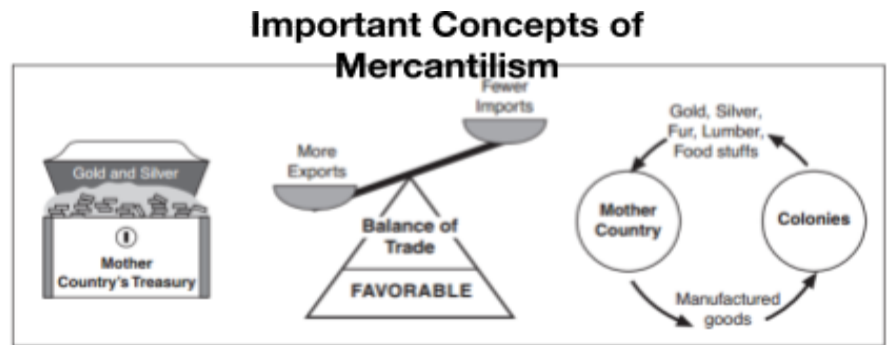 Important Concepts of
Mercantilism
Gold and Silver
Mother
Country's Treasury
More
Exports
Fewer
Imports
Balance of
Trade
FAVORABLE
Gold, Silver,
Fur, Lumber,
Food stuffs
Mother
Country
Colonies
Manufactured
goods